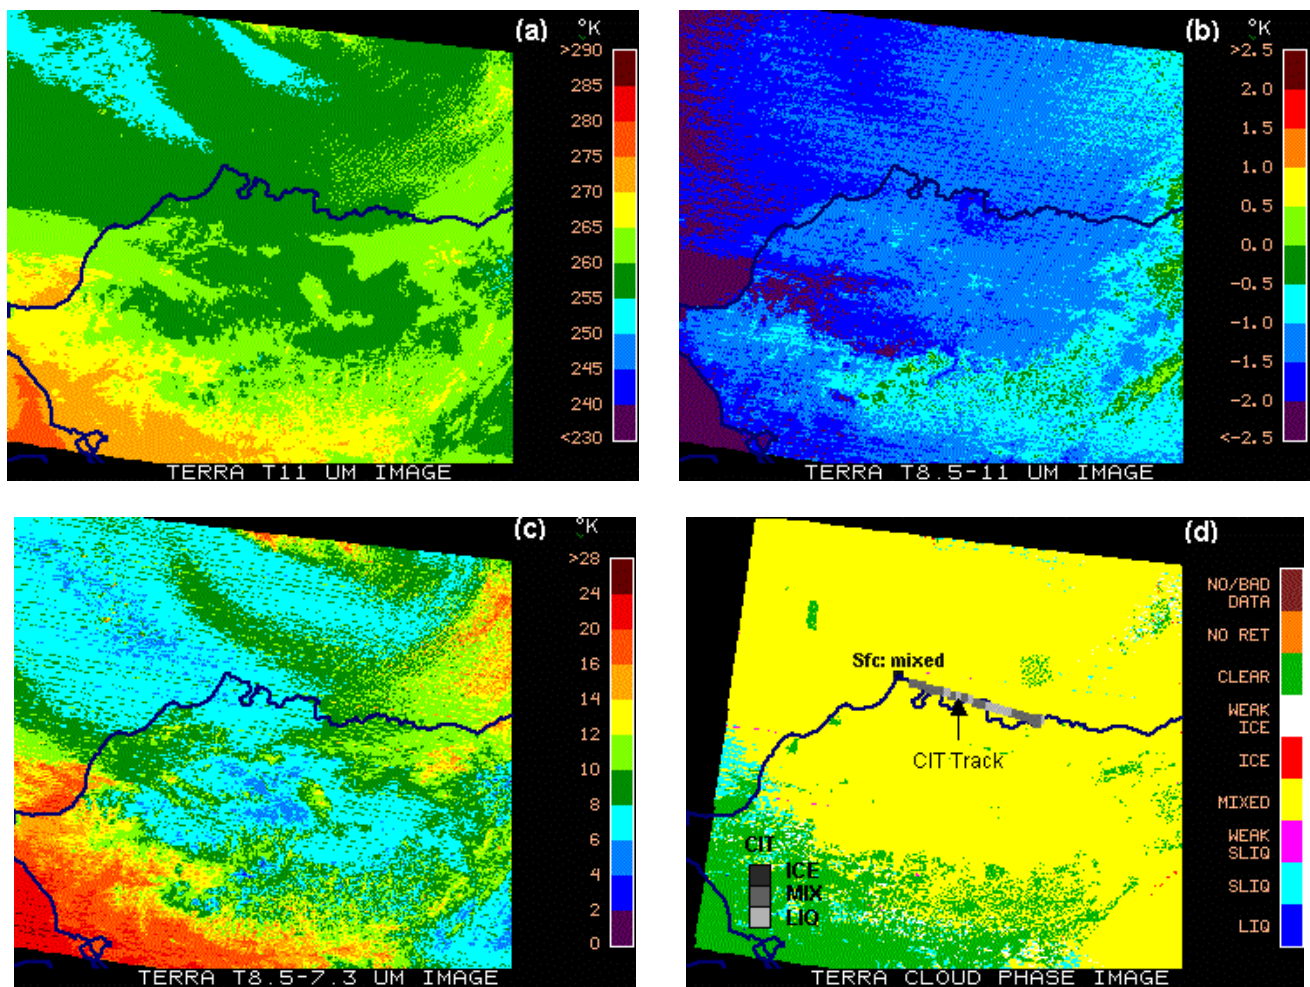 (a)
°K
>290
285
280
275
270
265
260
255
250
245
240
<230
TERRA T11 UM IMAGE
(b)
°K
>2.5
2.0
1.5
1.0
0.5
0.0
-0.5
-1.0
-1.5
-2.0
<-2.5
TERRA T8.5-11 UM IMAGE
(c)
°K
>28
24
20
16
14
12
10
8
6
4
2
0
TERRA T8.5-7.3 UM IMAGE
(d)
NO/BAD
DATA
NO RET
CLEAR
WEAK
ICE
ICE
MIXED
WEAK
SLIQ
SLIQ
LIQ
Sfc: mixed
CIT Track
CIT
ICE
MIX
LIQ
TERRA CLOUD PHASE IMAGE